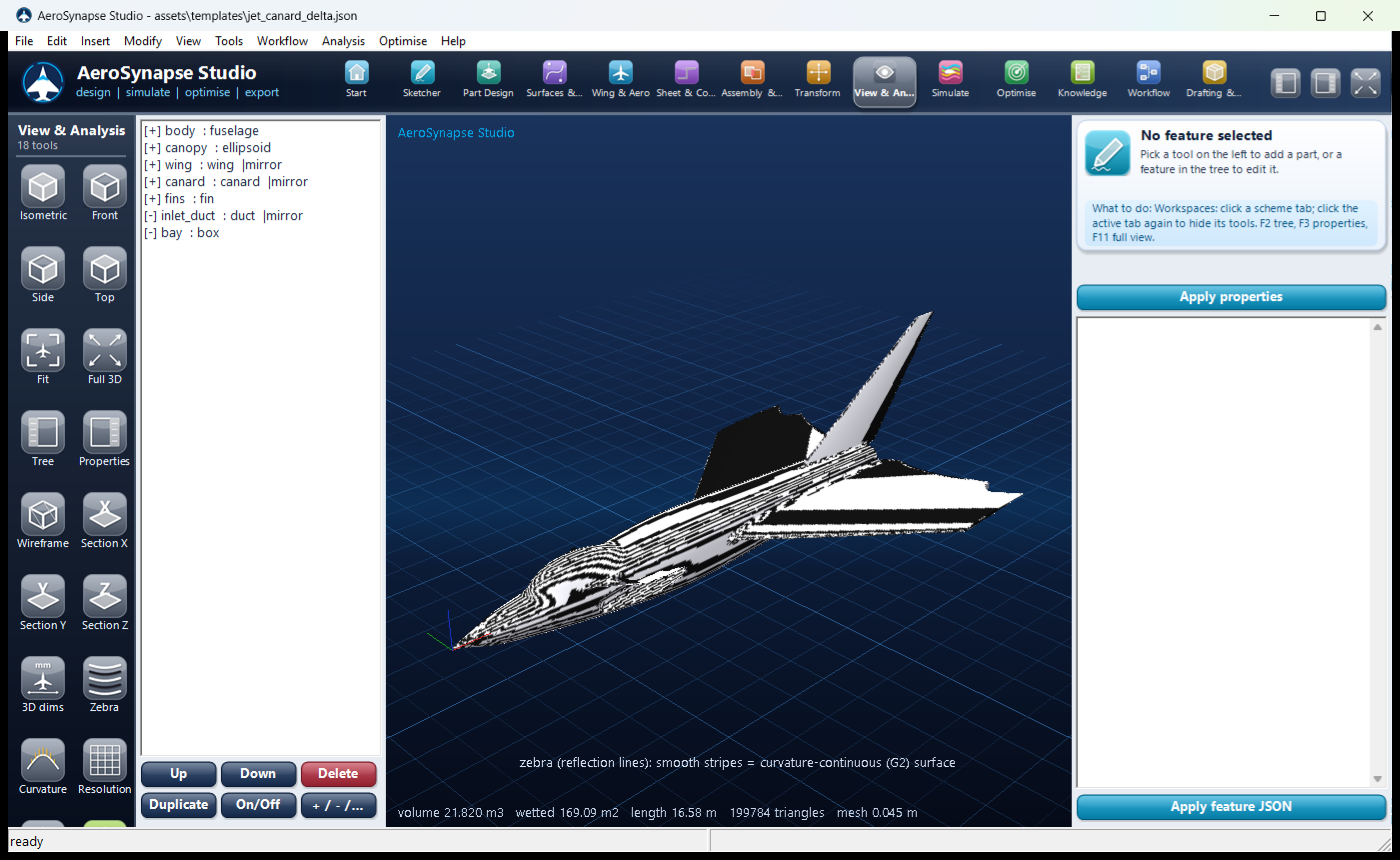 AeroSynapse Studio - assets\templates\jet_canard_delta.json
File Edit Insert Modify View Tools Workflow Analysis Optimise Help
AeroSynapse Studio
design | simulate | optimise | export
Start
Sketcher
Part Design
Surfaces &...
Wing & Aero
Sheet & Co...
Assembly &...
Transform
View & An...
Simulate
Optimise
Knowledge
Workflow
Drafting &...
View & Analysis
18 tools
Isometric
Front
Side
Top
Fit
Full 3D
Tree
Properties
Wireframe
X
Section X
Y
Section Y
Z
Section Z
mm
3D dims
Zebra
Curvature
Resolution
[+] body : fuselage
[+] canopy : ellipsoid
[+] wing : wing |mirror
[+] canard : canard |mirror
[+] fins : fin
[-] inlet_duct : duct |mirror
[-] bay : box
Up
Down
Delete
Duplicate
On/Off
+ / - /...
AeroSynapse Studio
zebra (reflection lines): smooth stripes = curvature-continuous (G2) surface
volume 21.820 m3 wetted 169.09 m2 length 16.58 m 199784 triangles mesh 0.045 m
No feature selected
Pick a tool on the left to add a part, or a
feature in the tree to edit it.
What to do: Workspaces: click a scheme tab; click the
active tab again to hide its tools. F2 tree, F3 properties,
F11 full view.
Apply properties
Apply feature JSON
ready